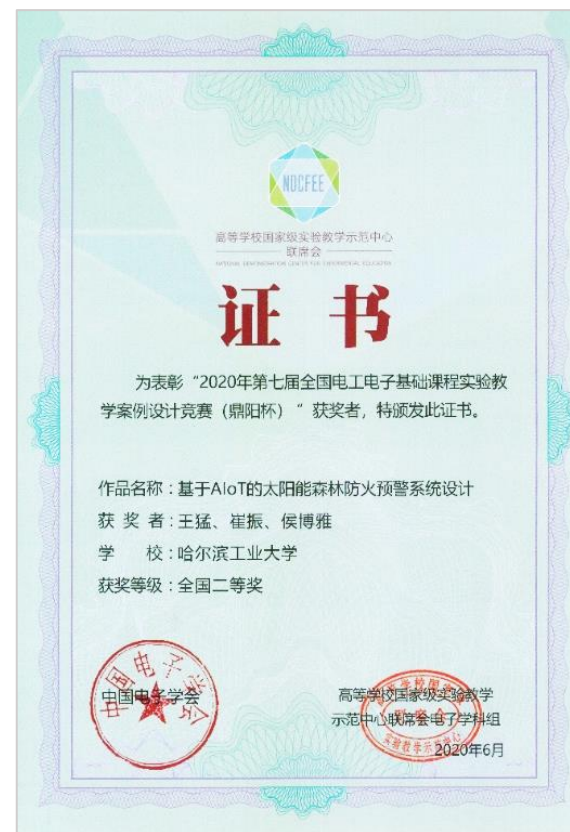 NDCFEE
高等学校国家级实验教学示范中心
联席会
证 书
为表彰“2020年第七届全国电工电子基础课程实验教
学案例设计竞赛（鼎阳杯）”获奖者，特颁发此证书。
作品名称：基于AIoT的太阳能森林防火预警系统设计
获 奖 者：王猛、崔振、侯博雅
学 校：哈尔滨工业大学
获奖等级：全国二等奖
中国电子学会
中国电子学会
高等学校国家级实验教学
示范中心联席会电子学科组
2020年6月